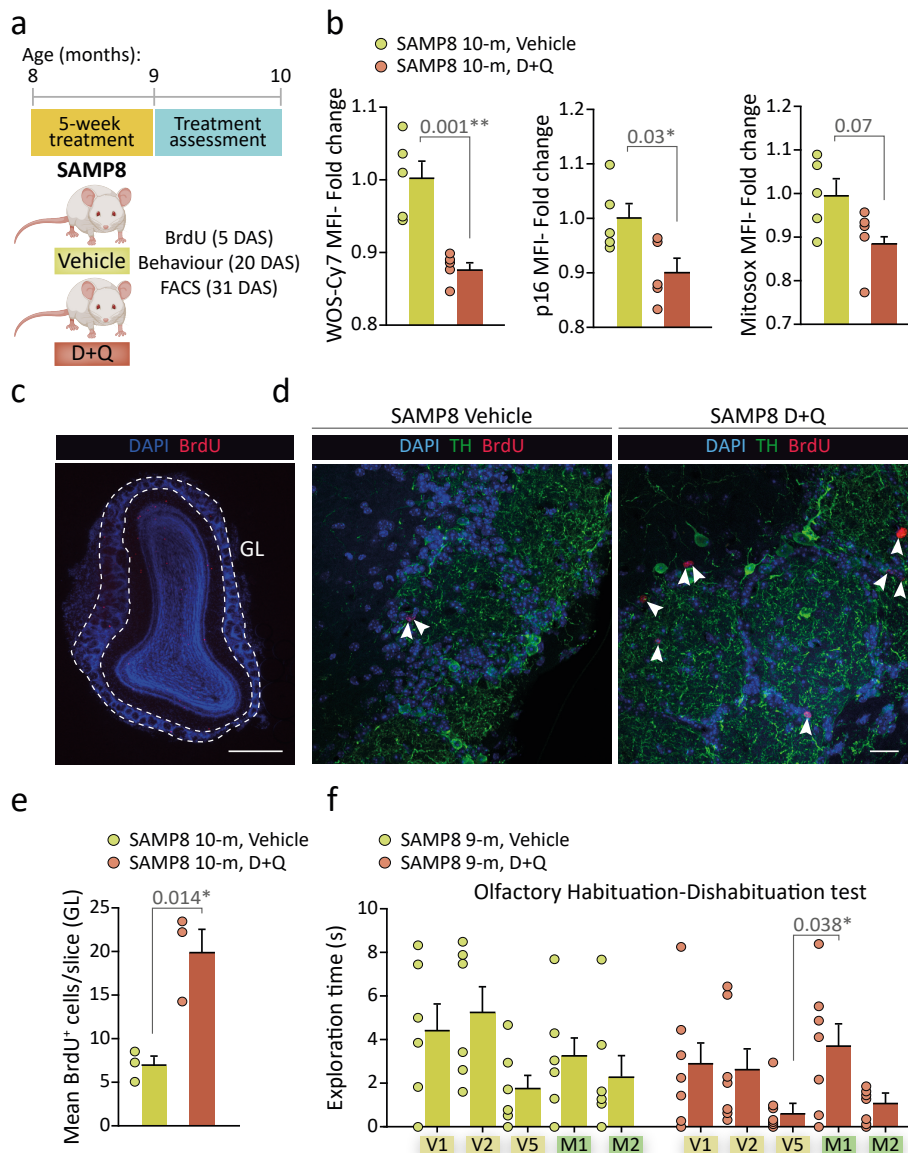 a
Age (months):
8 9 10
5-week treatment
Treatment assessment
SAMP8
Vehicle
D+Q
BrdU (5 DAS)
Behaviour (20 DAS)
FACS (31 DAS)
b
SAMP8 10-m, Vehicle
SAMP8 10-m, D+Q
WOS-Cy7 MFI- Fold change
1.1
1.0
0.9
0.8
0.001**
p16 MFI- Fold change
1.2
1.1
1.0
0.9
0.8
0.03*
Mitosox MFI- Fold change
1.2
1.1
1.0
0.9
0.8
0.7
0.07
c
DAPI BrdU
GL
d
SAMP8 Vehicle
DAPI TH BrdU
SAMP8 D+Q
DAPI TH BrdU
e
SAMP8 10-m, Vehicle
SAMP8 10-m, D+Q
Mean BrdU⁺ cells/slice (GL)
25
20
15
10
5
0
0.014*
f
SAMP8 9-m, Vehicle
SAMP8 9-m, D+Q
Olfactory Habituation-Dishabituation test
Exploration time (s)
10
8
6
4
2
0
0.038*
V1 V2 V5 M1 M2 V1 V2 V5 M1 M2